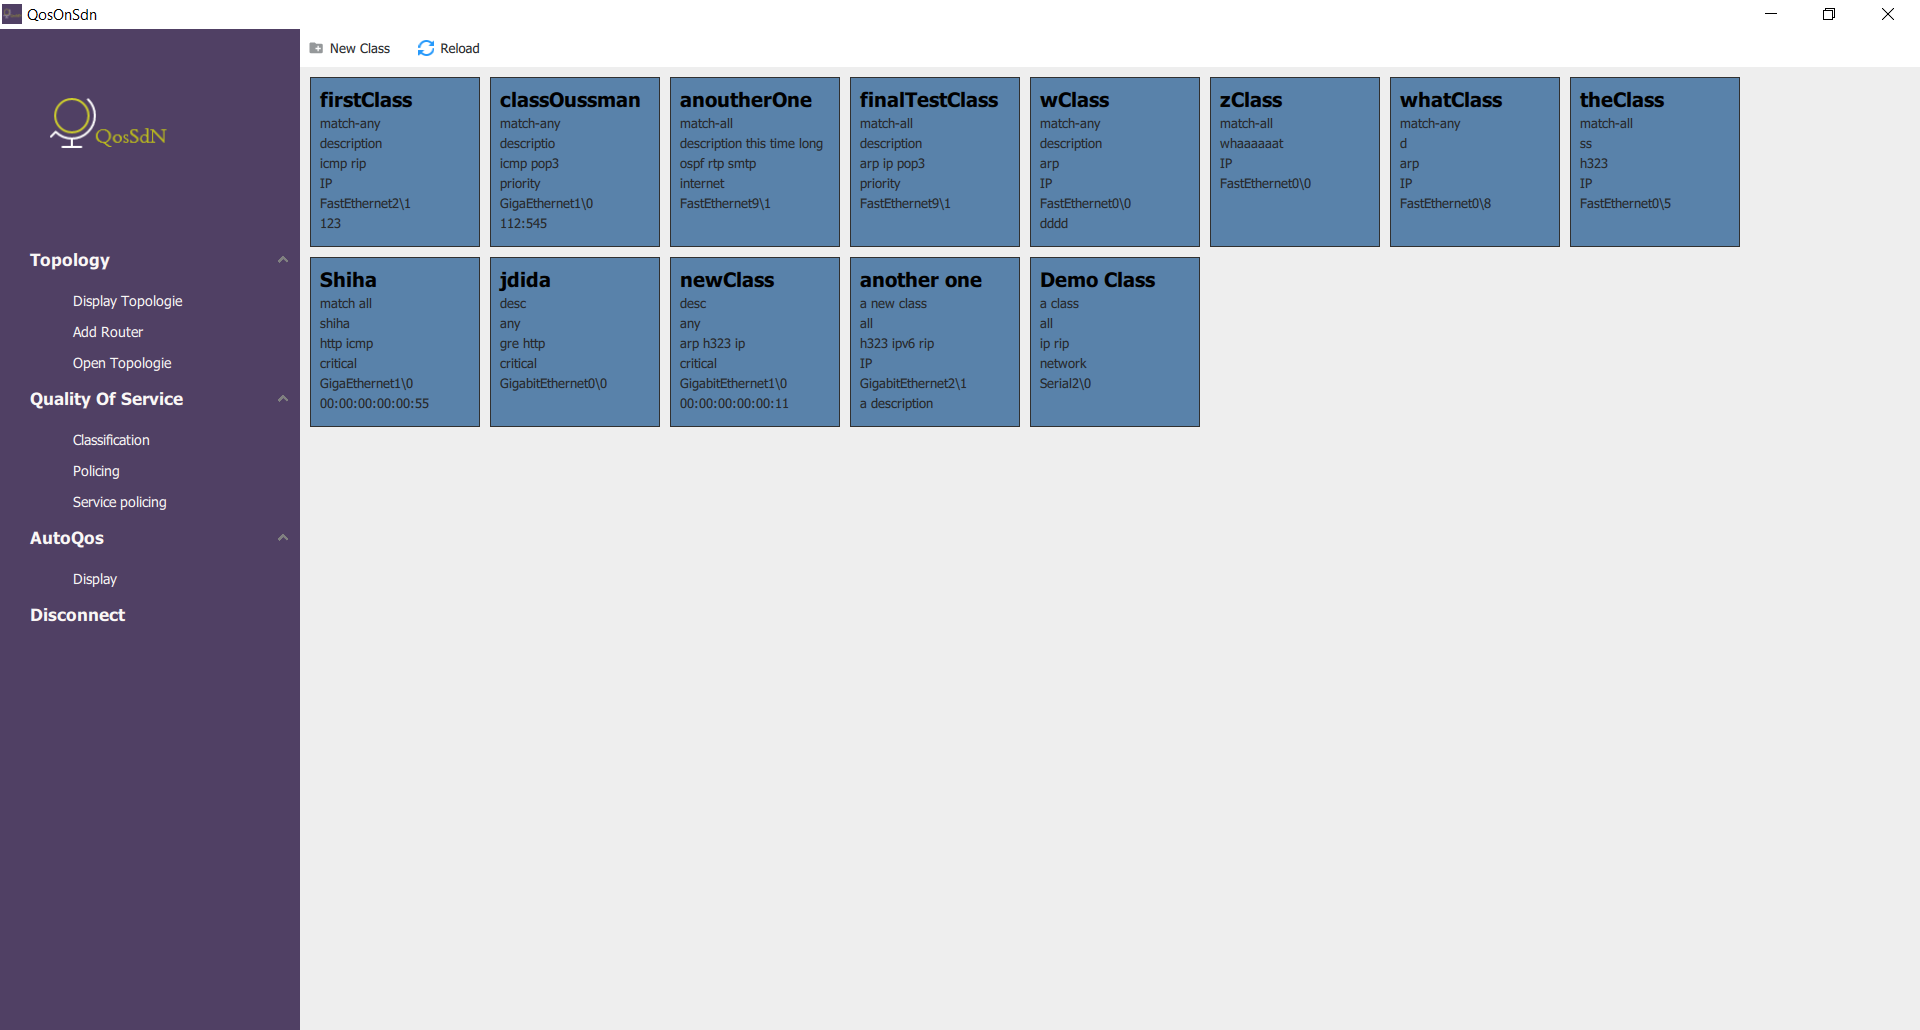 QosOnSdn
QosSdN
Topology
Display Topologie
Add Router
Open Topologie
Quality Of Service
Classification
Policing
Service policing
AutoQos
Display
Disconnect
New Class
Reload
firstClass
match-any
description
icmp rip
IP
FastEthernet2\1
123
classOussman
match-any
descriptio
icmp pop3
priority
GigaEthernet1\0
112:545
anoutherOne
match-all
description this time long
ospf rtp smtp
internet
FastEthernet9\1
finalTestClass
match-all
description
arp ip pop3
priority
FastEthernet9\1
wClass
match-any
description
arp
IP
FastEthernet0\0
dddd
zClass
match-all
whaaaaaat
IP
FastEthernet0\0
whatClass
match-any
d
arp
IP
FastEthernet0\8
theClass
match-all
ss
h323
IP
FastEthernet0\5
Shiha
match all
shiha
http icmp
critical
GigaEthernet1\0
00:00:00:00:00:55
jdida
desc
any
gre http
critical
GigabitEthernet0\0
newClass
desc
any
arp h323 ip
critical
GigabitEthernet1\0
00:00:00:00:00:11
another one
a new class
all
h323 ipv6 rip
IP
GigabitEthernet2\1
a description
Demo Class
a class
all
ip rip
network
Serial2\0